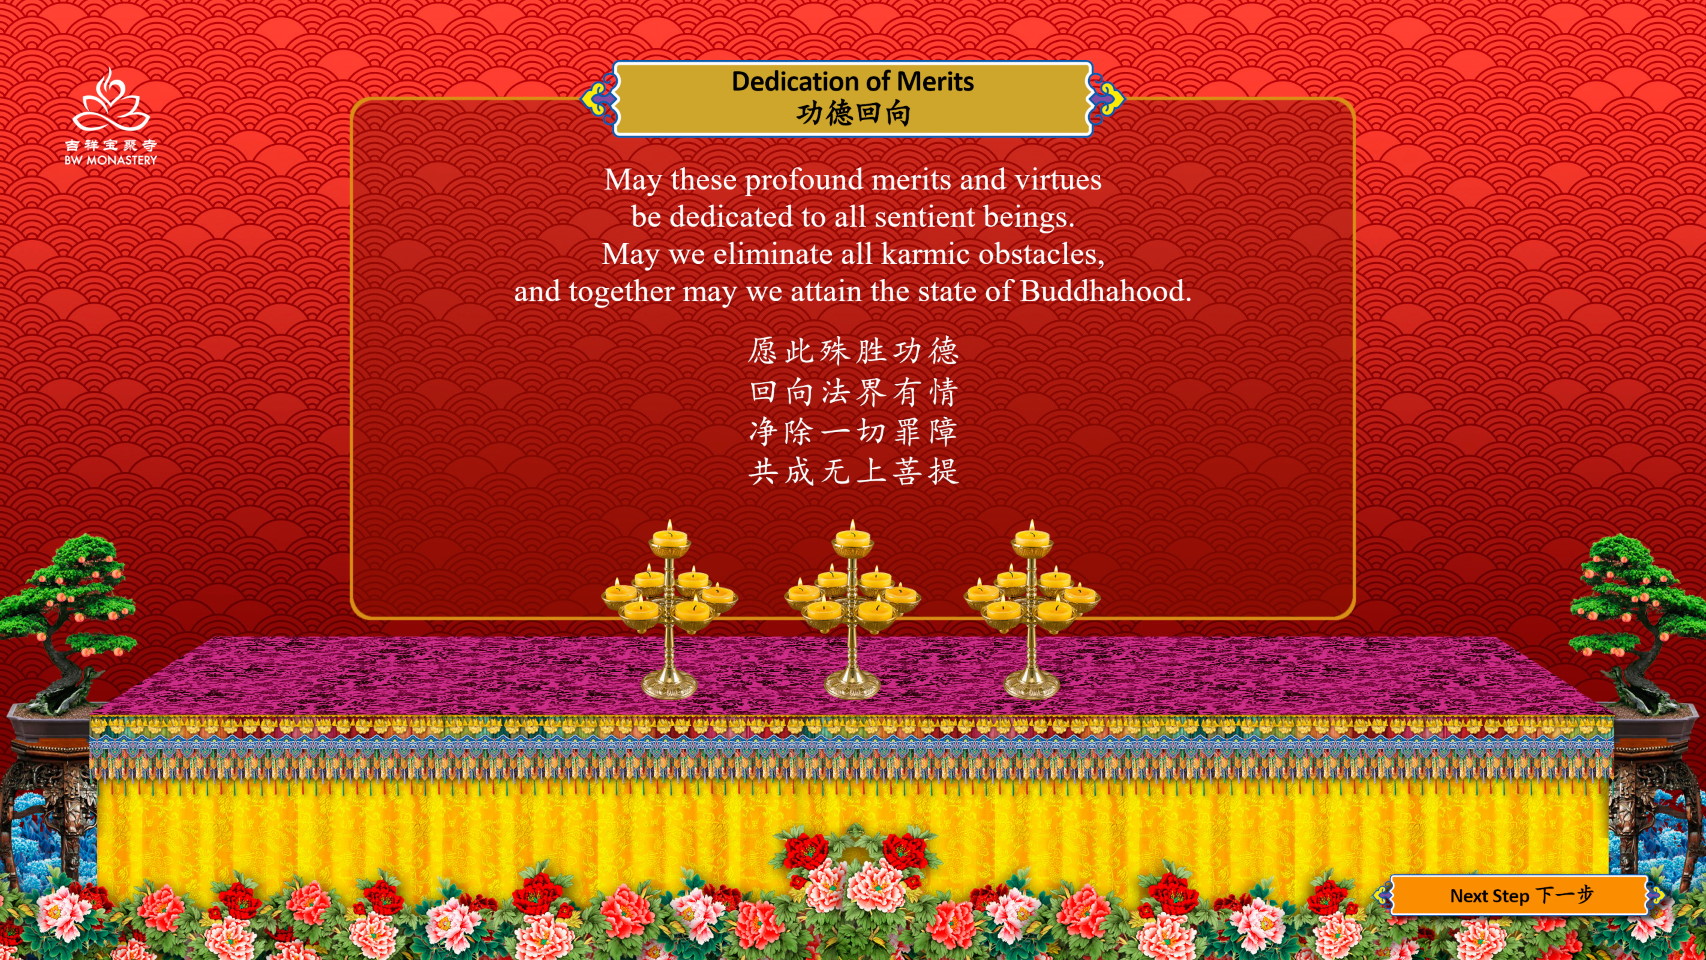 吉祥宝聚寺
BW MONASTERY
Dedication of Merits
功德回向
May these profound merits and virtues
be dedicated to all sentient beings.
May we eliminate all karmic obstacles,
and together may we attain the state of Buddhahood.
愿此殊胜功德
回向法界有情
净除一切罪障
共成无上菩提
Next Step 下一步